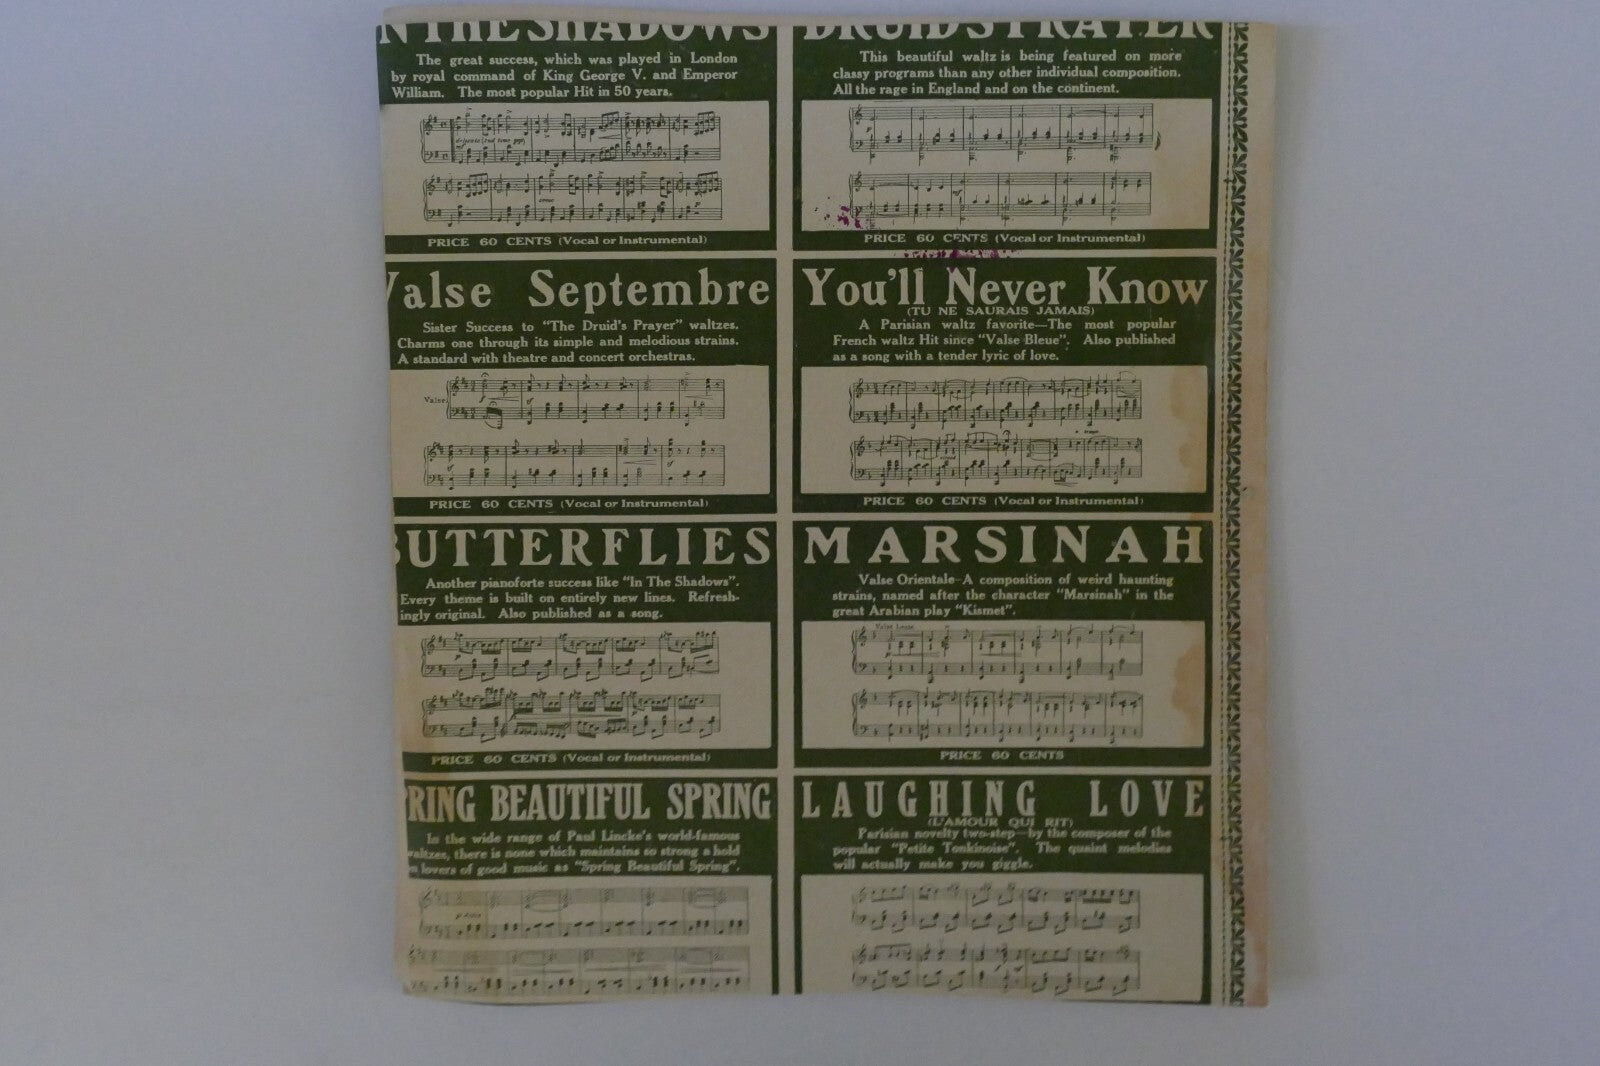 N THE SHADOWS
The great success, which was played in London
by royal command of King George V. and Emperor
William. The most popular Hit in 50 years.
PRICE 60 CENTS (Vocal or Instrumental)
DRUID'S PRAYER
This beautiful waltz is being featured on more
classy programs than any other individual composition.
All the rage in England and on the continent.
PRICE 60 CENTS (Vocal or Instrumental)
Valse Septembre
Sister Success to "The Druid's Prayer" waltzes.
Charms one through its simple and melodious strains.
A standard with theatre and concert orchestras.
Valse
PRICE 60 CENTS (Vocal or Instrumental)
You'll Never Know
(TU NE SAURAIS JAMAIS)
A Parisian waltz favorite—The most popular
French waltz Hit since "Valse Bleue". Also published
as a song with a tender lyric of love.
PRICE 60 CENTS (Vocal or Instrumental)
BUTTERFLIES
Another pianoforte success like "In The Shadows".
Every theme is built on entirely new lines. Refresh-
ingly original. Also published as a song.
PRICE 60 CENTS (Vocal or Instrumental)
MARSINAH
Valse Orientale—A composition of weird haunting
strains, named after the character "Marsinah" in the
great Arabian play "Kismet".
PRICE 60 CENTS
RING BEAUTIFUL SPRING
In the wide range of Paul Lincke's world-famous
waltzes, there is none which maintains so strong a hold
lovers of good music as "Spring Beautiful Spring".
LAUGHING LOVE
(L'AMOUR QUI RIT)
Parisian novelty two-step—by the composer of the
popular "Petite Tonkinoise". The quaint melodies
will actually make you giggle.